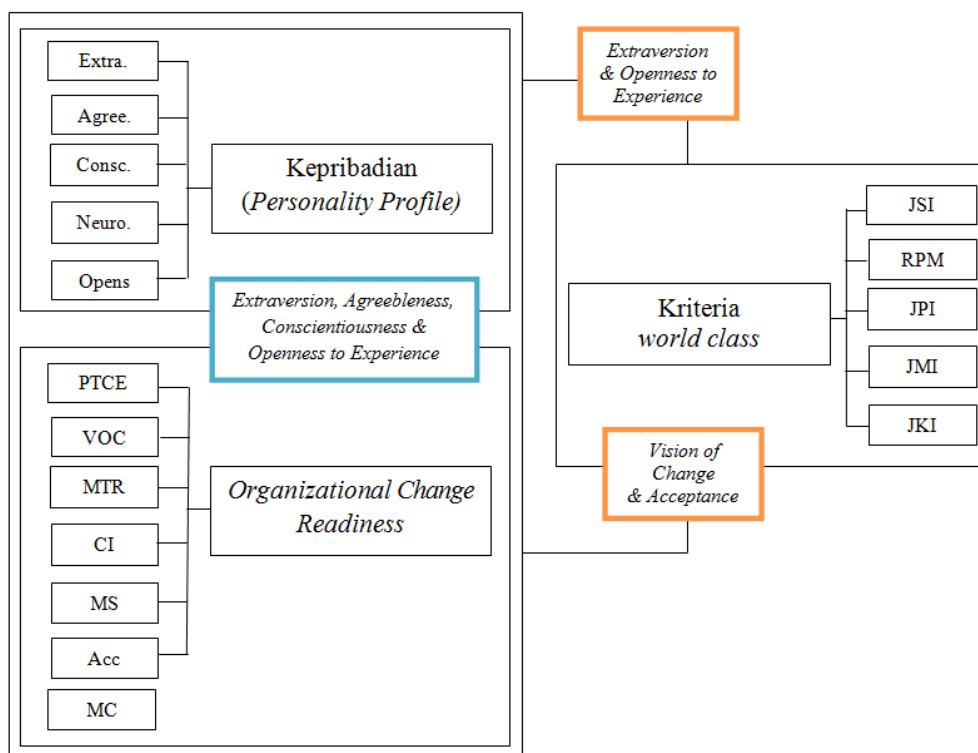 Extra.
Agree.
Consc.
Neuro.
Opens
Kepribadian
(Personality Profile)
Extraversion, Agreebleness,
Conscientiousness &
Openness to Experience
PTCE
VOC
MTR
CI
MS
Acc
MC
Organizational Change
Readiness
Extraversion
& Openness to
Experience
Kriteria
world class
JSI
RPM
JPI
JMI
JKI
Vision of
Change
& Acceptance